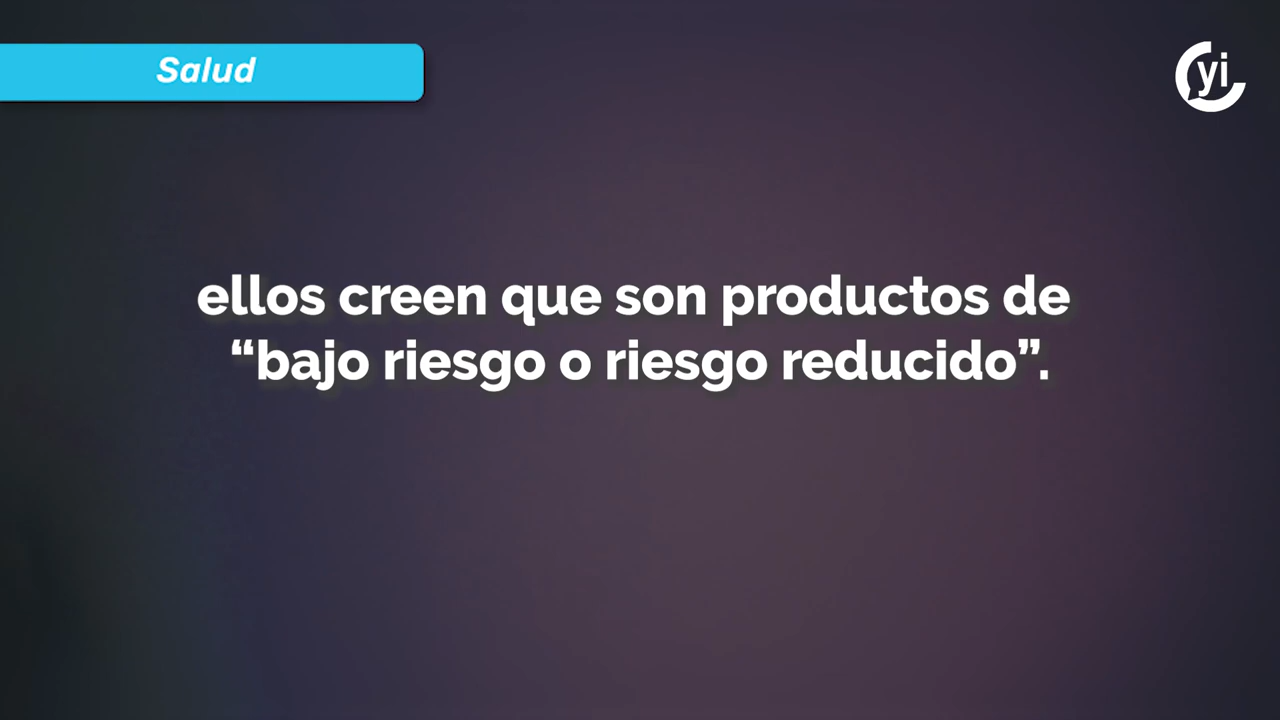 Salud
yi
ellos creen que son productos de
“bajo riesgo o riesgo reducido”.